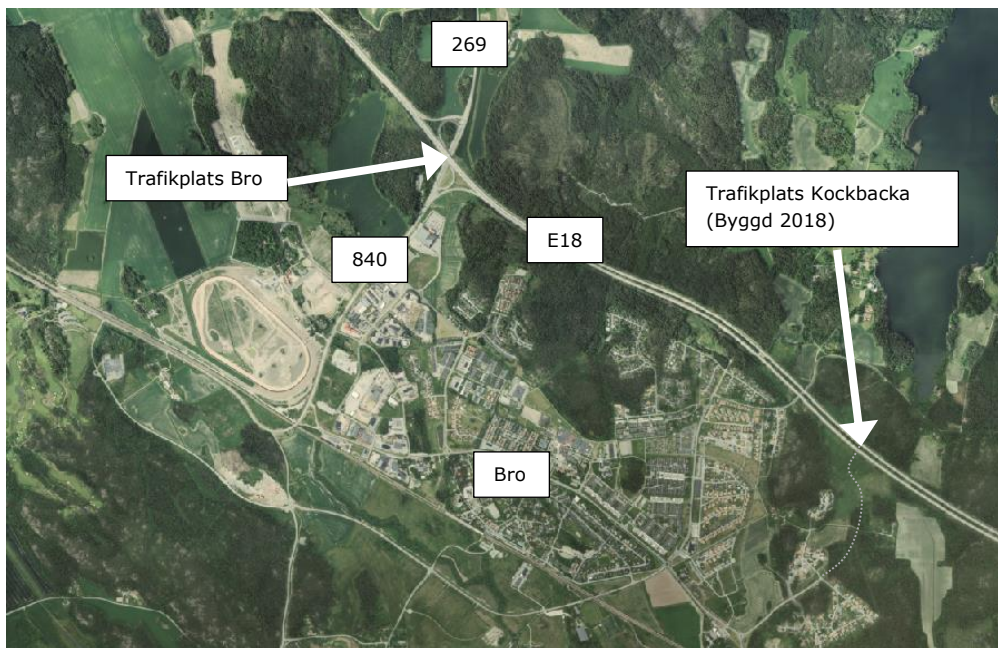 269
Trafikplats Bro
Trafikplats Kockbacka
(Byggd 2018)
E18
840
Bro